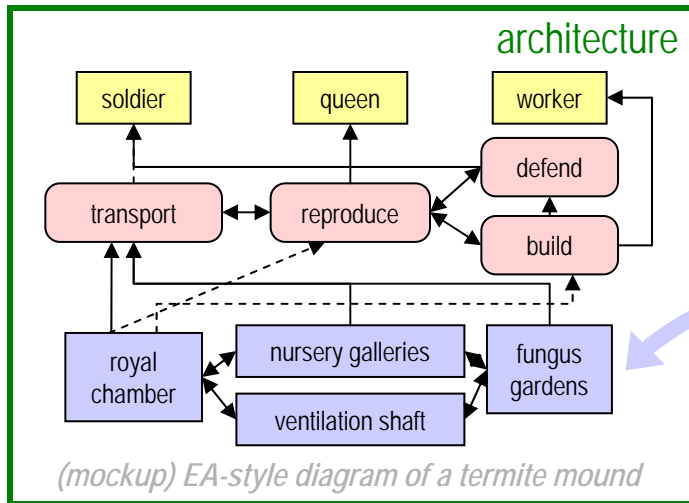 architecture
soldier
queen
worker
defend
transport
reproduce
build
royal
chamber
nursery galleries
fungus
gardens
ventilation shaft
(mockup) EA-style diagram of a termite mound